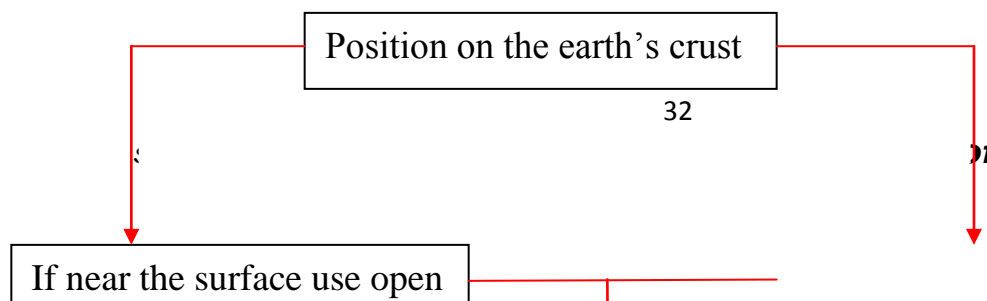 Position on the earth’s crust
32
If near the surface use open